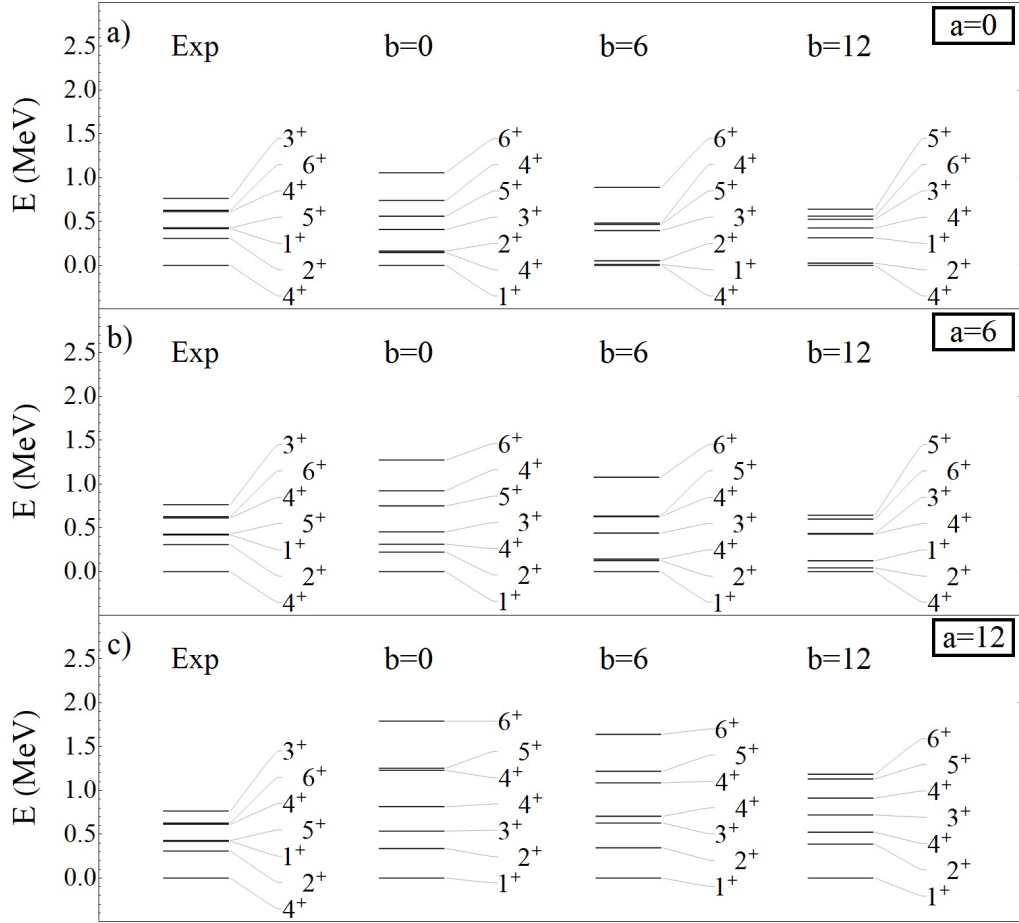 a) Exp b=0 b=6 b=12 a=0
E (MeV)
2.5
2.0
1.5
1.0
0.5
0.0
3⁺ 6⁺ 6⁺ 5⁺
6⁺ 4⁺ 4⁺ 6⁺
4⁺ 5⁺ 5⁺ 3⁺
5⁺ 3⁺ 3⁺ 4⁺
1⁺ 2⁺ 2⁺ 1⁺
2⁺ 4⁺ 1⁺ 2⁺
4⁺ 1⁺ 4⁺ 4⁺
b) Exp b=0 b=6 b=12 a=6
E (MeV)
2.5
2.0
1.5
1.0
0.5
0.0
3⁺ 6⁺ 6⁺ 5⁺
6⁺ 4⁺ 5⁺ 6⁺
4⁺ 5⁺ 4⁺ 3⁺
5⁺ 3⁺ 3⁺ 4⁺
1⁺ 4⁺ 4⁺ 1⁺
2⁺ 2⁺ 2⁺ 2⁺
4⁺ 1⁺ 1⁺ 4⁺
c) Exp b=0 b=6 b=12 a=12
E (MeV)
2.5
2.0
1.5
1.0
0.5
0.0
3⁺ 6⁺ 6⁺ 6⁺
6⁺ 5⁺ 5⁺ 5⁺
4⁺ 4⁺ 4⁺ 4⁺
5⁺ 4⁺ 4⁺ 3⁺
1⁺ 3⁺ 3⁺ 4⁺
2⁺ 2⁺ 2⁺ 2⁺
4⁺ 1⁺ 1⁺ 1⁺